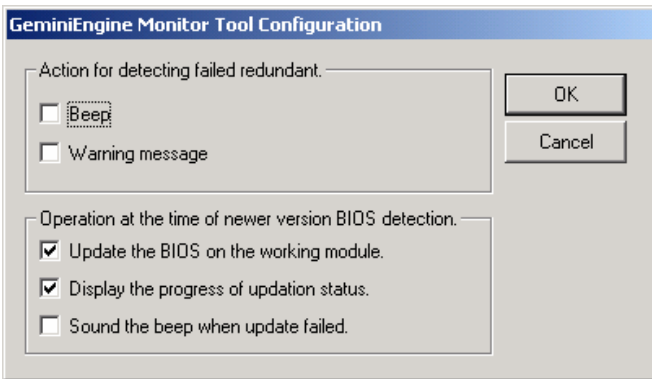 GeminiEngine Monitor Tool Configuration
Action for detecting failed redundant.
Beep
Warning message
OK
Cancel
Operation at the time of newer version BIOS detection.
Update the BIOS on the working module.
Display the progress of updation status.
Sound the beep when update failed.